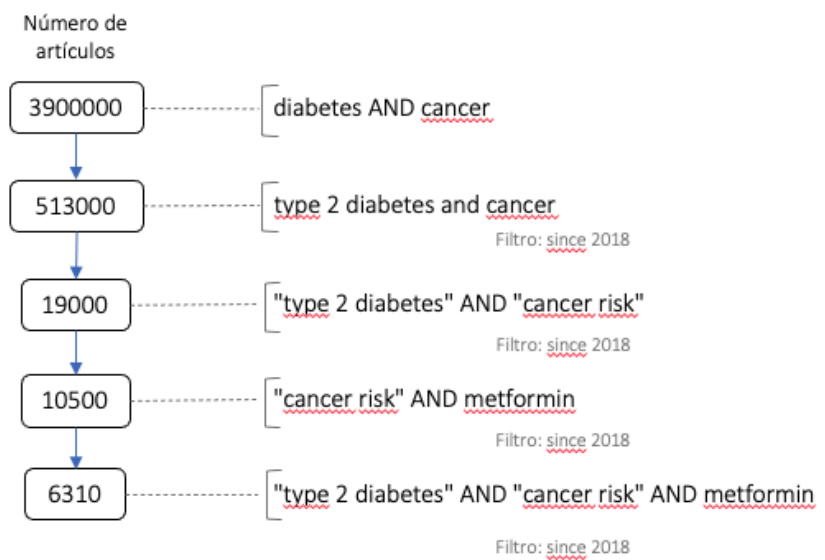 Número de
artículos
3900000
diabetes AND cancer
513000
type 2 diabetes and cancer
Filtro: since 2018
19000
"type 2 diabetes" AND "cancer risk"
Filtro: since 2018
10500
"cancer risk" AND metformin
Filtro: since 2018
6310
"type 2 diabetes" AND "cancer risk" AND metformin
Filtro: since 2018